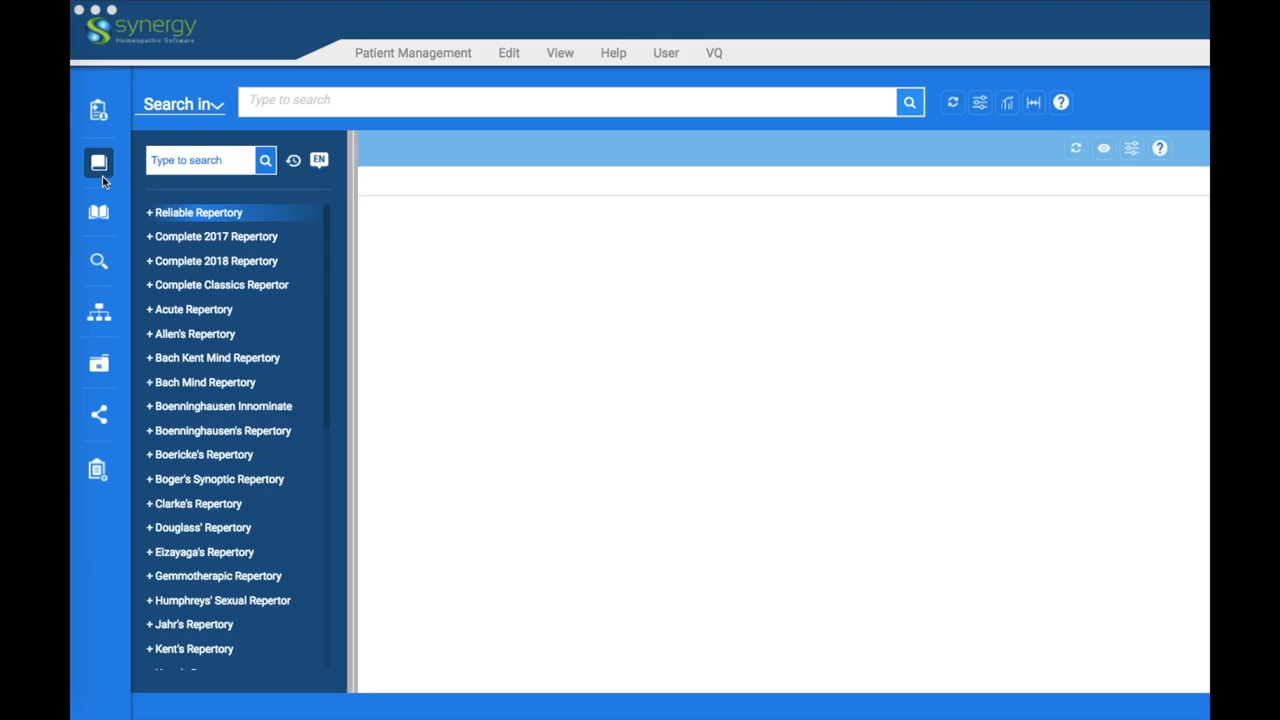 synergy
Homeopathic Software
Patient Management Edit View Help User VQ
Search in
Type to search
Type to search
EN
+ Reliable Repertory
+ Complete 2017 Repertory
+ Complete 2018 Repertory
+ Complete Classics Repertor
+ Acute Repertory
+ Allen's Repertory
+ Bach Kent Mind Repertory
+ Bach Mind Repertory
+ Boenninghausen Innominate
+ Boenninghausen's Repertory
+ Boericke's Repertory
+ Boger's Synoptic Repertory
+ Clarke's Repertory
+ Douglass' Repertory
+ Eizayaga's Repertory
+ Gemmotherapic Repertory
+ Humphreys' Sexual Repertor
+ Jahr's Repertory
+ Kent's Repertory